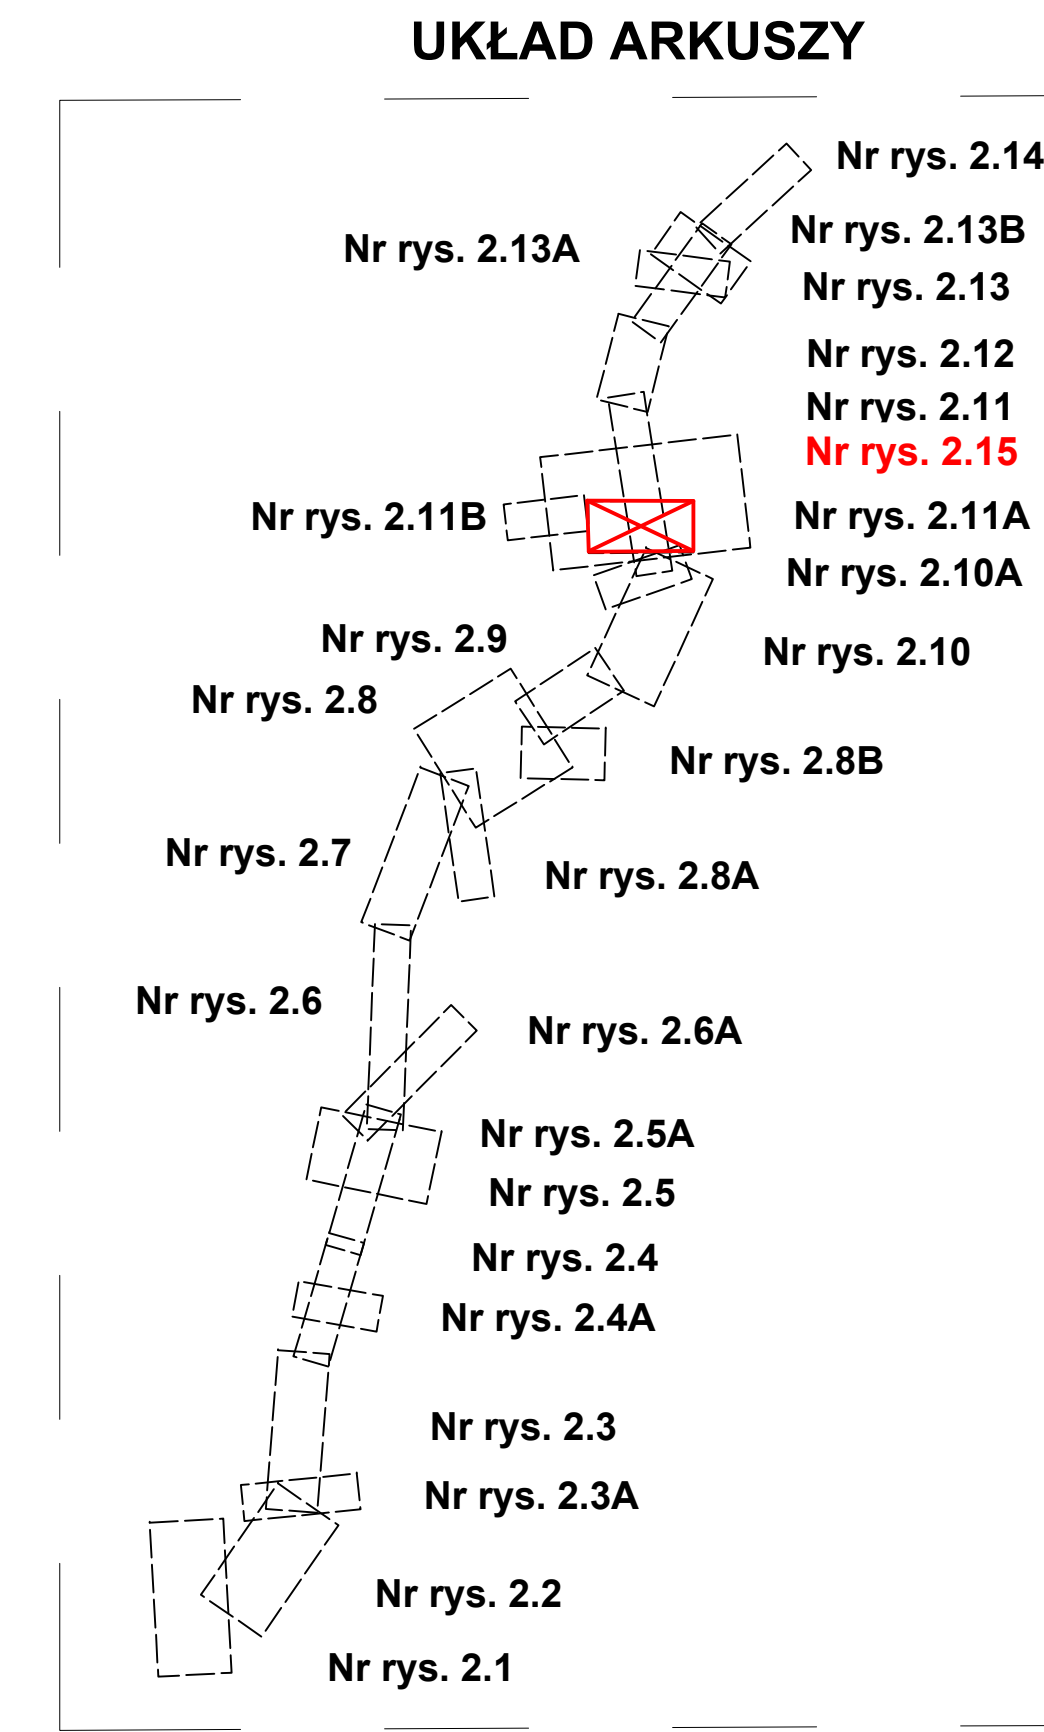 UKŁAD ARKUSZY
Nr rys. 2.14
Nr rys. 2.13B
Nr rys. 2.13A
Nr rys. 2.13
Nr rys. 2.12
Nr rys. 2.11
Nr rys. 2.15
Nr rys. 2.11B
Nr rys. 2.11A
Nr rys. 2.10A
Nr rys. 2.9
Nr rys. 2.10
Nr rys. 2.8
Nr rys. 2.8B
Nr rys. 2.7
Nr rys. 2.8A
Nr rys. 2.6
Nr rys. 2.6A
Nr rys. 2.5A
Nr rys. 2.5
Nr rys. 2.4
Nr rys. 2.4A
Nr rys. 2.3
Nr rys. 2.3A
Nr rys. 2.2
Nr rys. 2.1